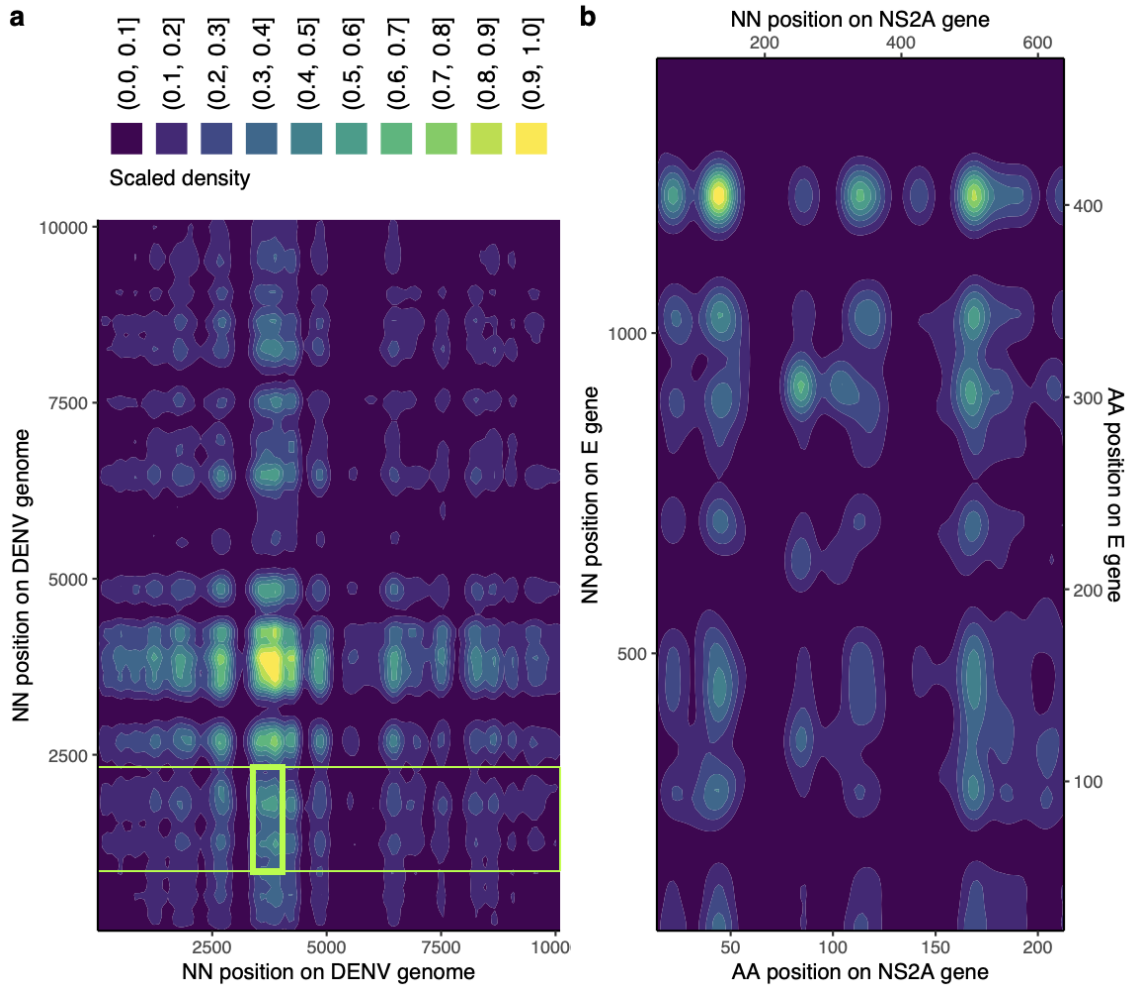 a
(0.0, 0.1]
(0.1, 0.2]
(0.2, 0.3]
(0.3, 0.4]
(0.4, 0.5]
(0.5, 0.6]
(0.6, 0.7]
(0.7, 0.8]
(0.8, 0.9]
(0.9, 1.0]
Scaled density
10000
7500
5000
2500
NN position on DENV genome
2500 5000 7500 1000
NN position on DENV genome
b
NN position on NS2A gene
200 400 600
1000
500
NN position on E gene
400
300
200
100
AA position on E gene
50 100 150 200
AA position on NS2A gene